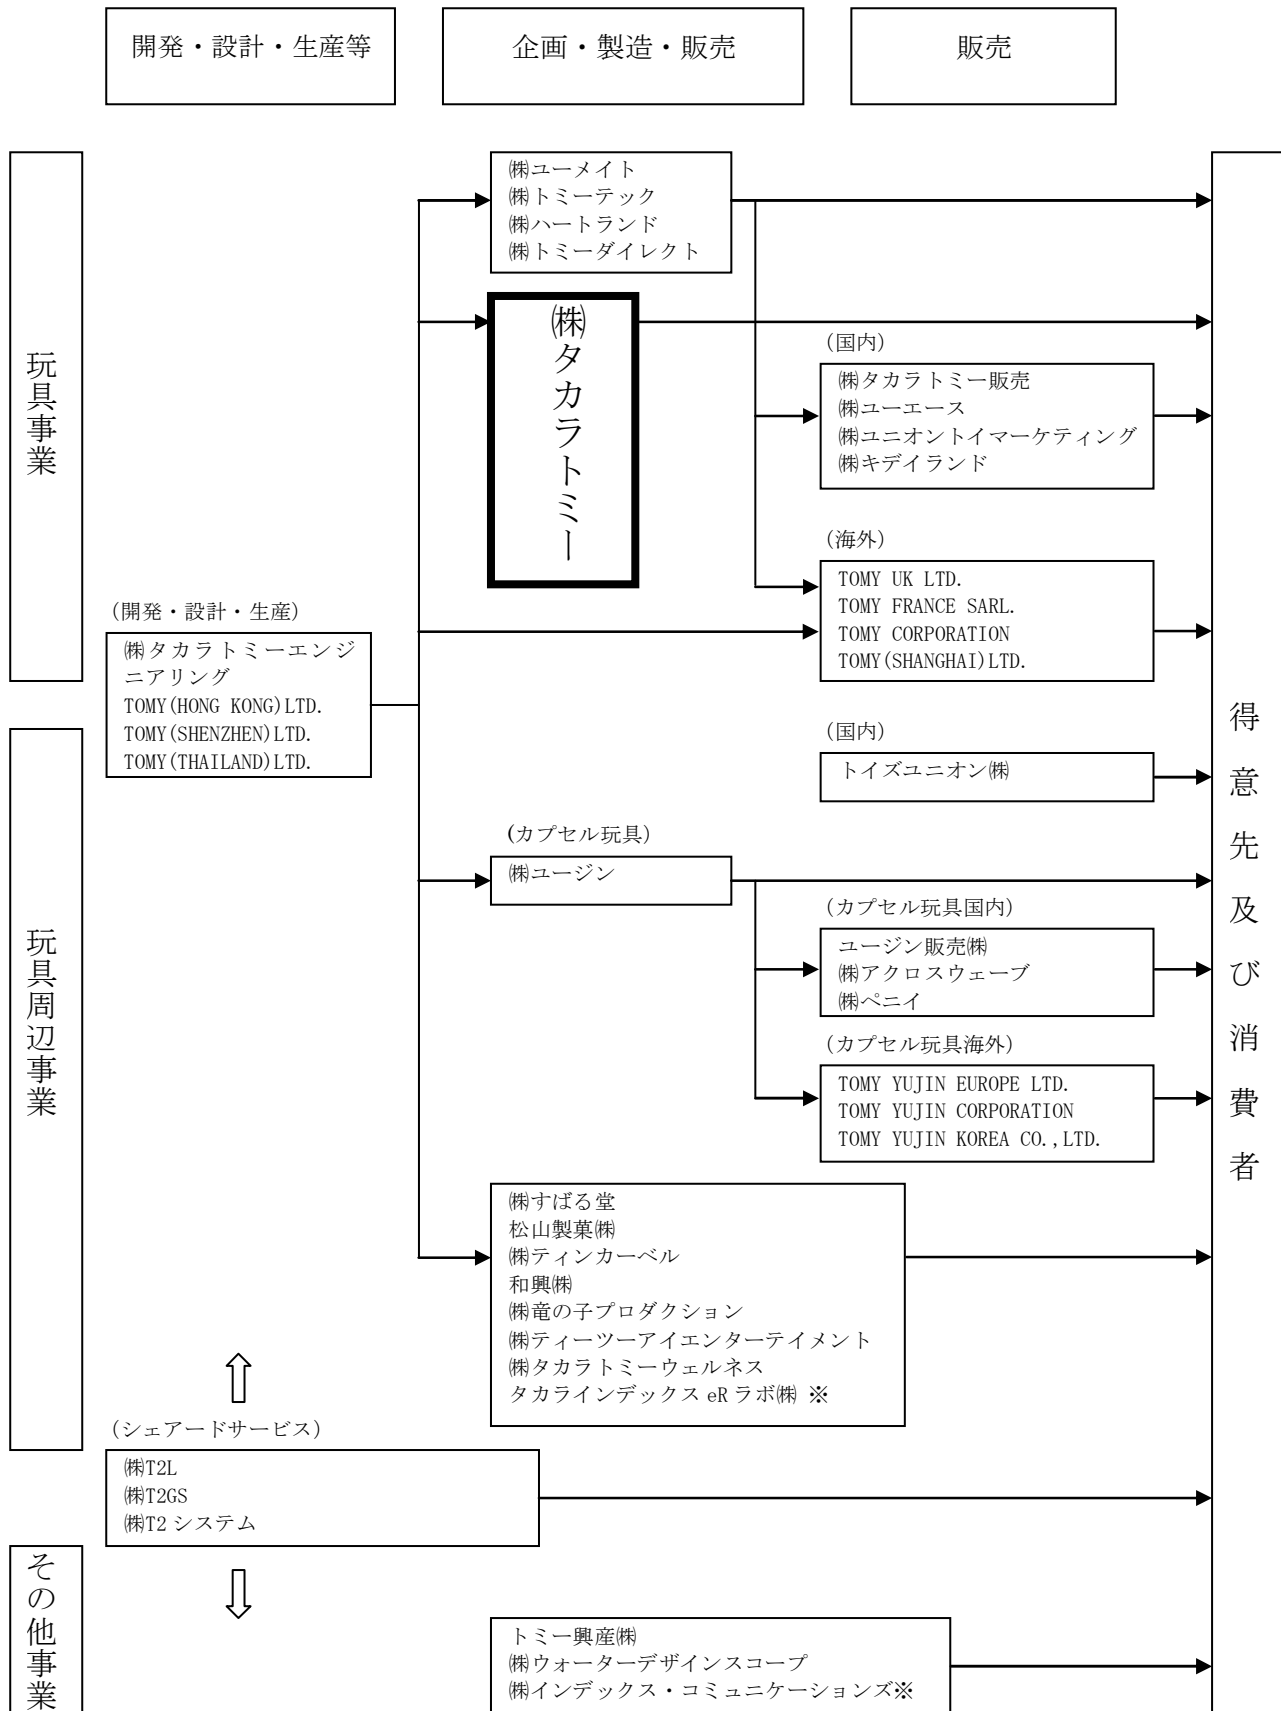 開発・設計・生産等
企画・製造・販売
販売
玩具事業
㈱ユーメイト
㈱トミーテック
㈱ハートランド
㈱トミーダイレクト
㈱タカラトミー
(国内)
㈱タカラトミー販売
㈱ユーエース
㈱ユニオントイマーケティング
㈱キデイランド
(海外)
TOMY UK LTD.
TOMY FRANCE SARL.
TOMY CORPORATION
TOMY(SHANGHAI)LTD.
(開発・設計・生産)
㈱タカラトミーエンジ
ニアリング
TOMY(HONG KONG)LTD.
TOMY(SHENZHEN)LTD.
TOMY(THAILAND)LTD.
得意先及び消費者
玩具周辺事業
(国内)
トイズユニオン㈱
(カプセル玩具)
㈱ユージン
(カプセル玩具国内)
ユージン販売㈱
㈱アクロスウェーブ
㈱ペニイ
(カプセル玩具海外)
TOMY YUJIN EUROPE LTD.
TOMY YUJIN CORPORATION
TOMY YUJIN KOREA CO.,LTD.
㈱すばる堂
松山製菓㈱
㈱ティンカーベル
和興㈱
㈱竜の子プロダクション
㈱ティーツーアイエンターテイメント
㈱タカラトミーウェルネス
タカラインデックス eR ラボ㈱ ※
(シェアードサービス)
㈱T2L
㈱T2GS
㈱T2 システム
その他事業
トミー興産㈱
㈱ウォーターデザインスコープ
㈱インデックス・コミュニケーションズ※